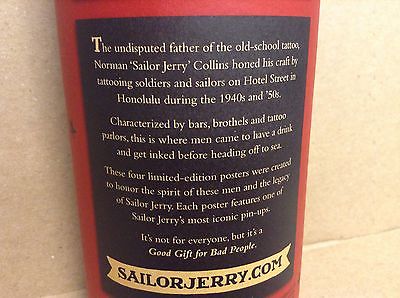 The undisputed father of the old-school tattoo,
Norman 'Sailor Jerry' Collins honed his craft by
tattooing soldiers and sailors on Hotel Street in
Honolulu during the 1940s and '50s.
Characterized by bars, brothels and tattoo
parlors, this is where men came to have a drink
and get inked before heading off to sea.
These four limited-edition posters were created
to honor the spirit of these men and the legacy
of Sailor Jerry. Each poster features one of
Sailor Jerry's most iconic pin-ups.
It's not for everyone, but it's a
Good Gift for Bad People.
SAILORJERRY.COM